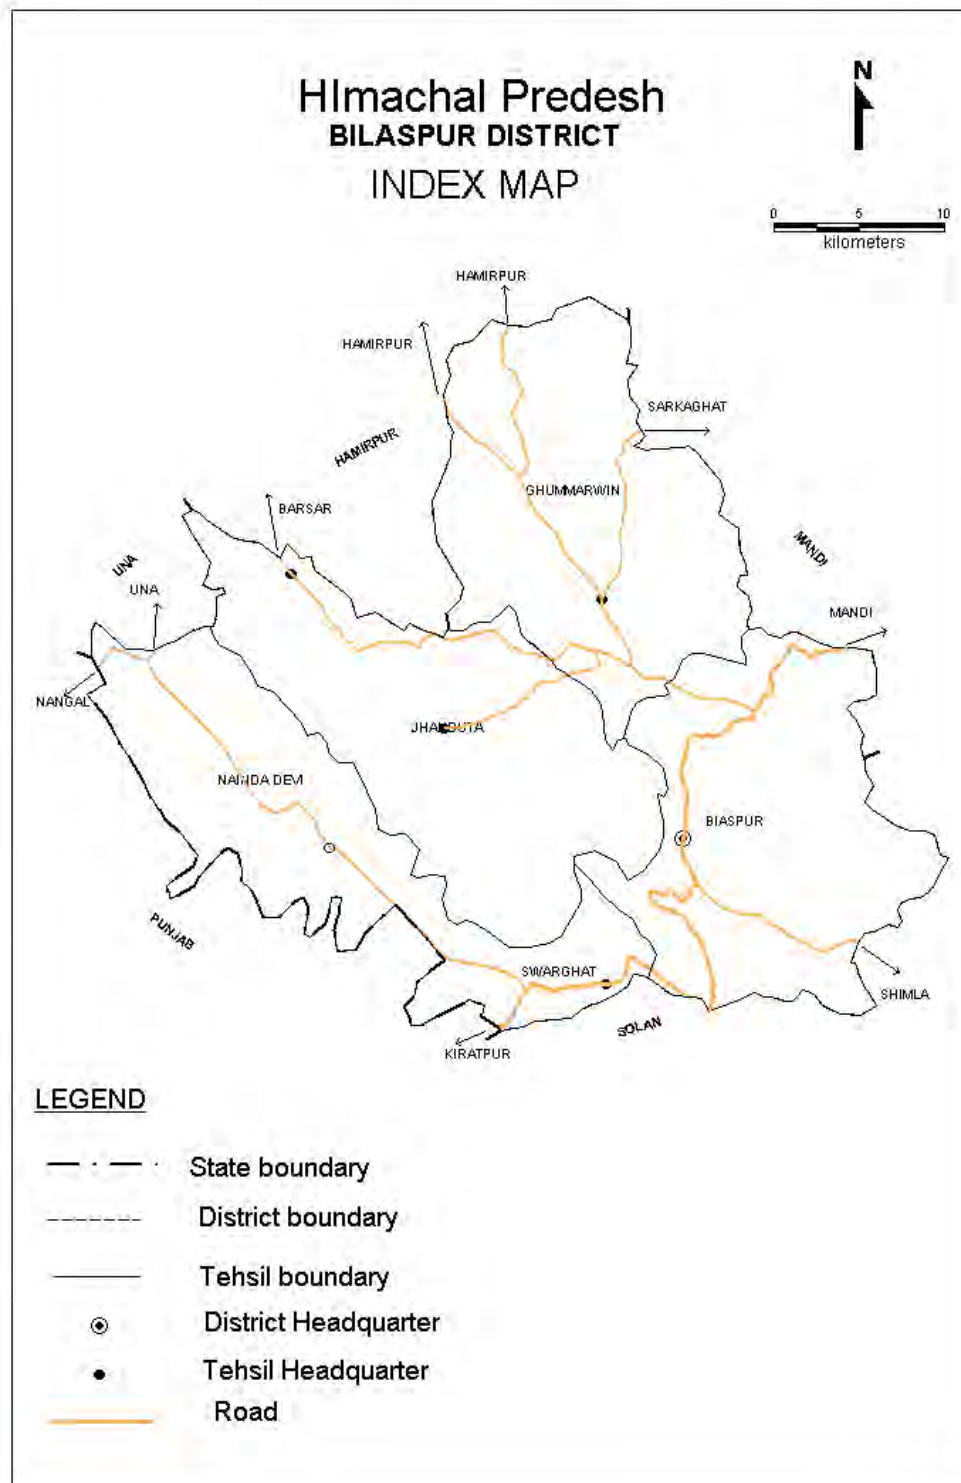 HImachal Predesh
BILASPUR DISTRICT
INDEX MAP
N
0 5 10
kilometers
HAMIRPUR
HAMIRPUR
SARKAGHAT
HAMIRPUR
GHUMMARWIN
BARSAR
MANDI
UNA
UNA
MANDI
NANGAL
JHANDUTA
NAINDA DEVI
BIASPUR
PUNJAB
SWARGHAT
SHIMLA
SOLAN
KIRATPUR
LEGEND
State boundary
District boundary
Tehsil boundary
District Headquarter
Tehsil Headquarter
Road